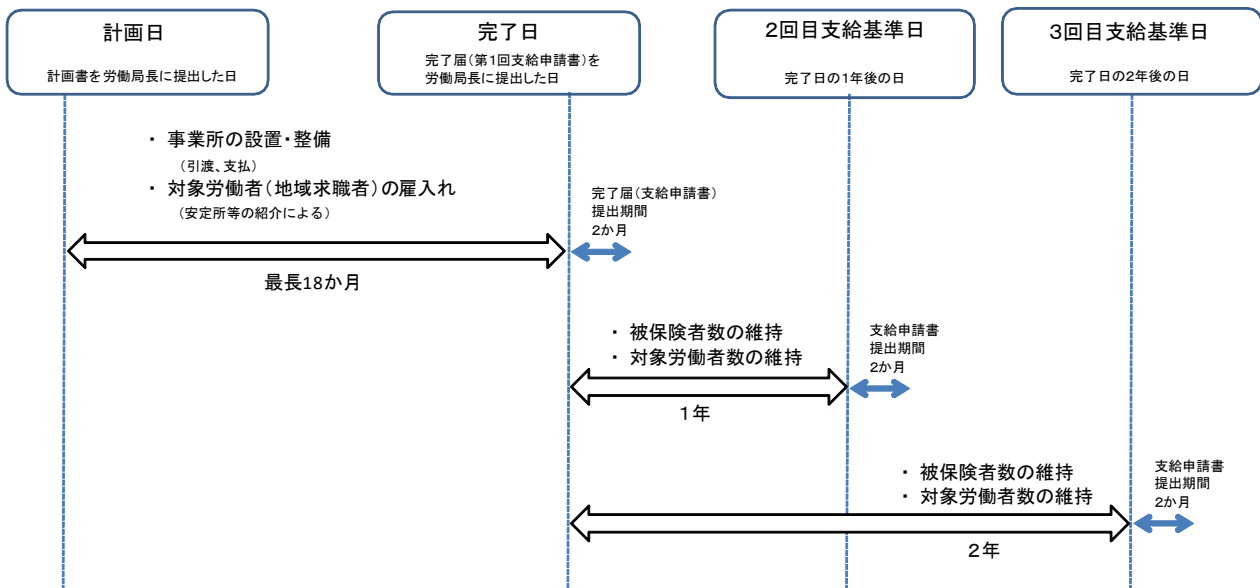 計画日
計画書を労働局長に提出した日
完了日
完了届(第1回支給申請書)を
労働局長に提出した日
2回目支給基準日
完了日の1年後の日
3回目支給基準日
完了日の2年後の日
・ 事業所の設置・整備
(引渡、支払)
・ 対象労働者(地域求職者)の雇入れ
(安定所等の紹介による)
最長18か月
完了届(支給申請書)
提出期間
2か月
・ 被保険者数の維持
・ 対象労働者数の維持
1年
支給申請書
提出期間
2か月
・ 被保険者数の維持
・ 対象労働者数の維持
2年
支給申請書
提出期間
2か月